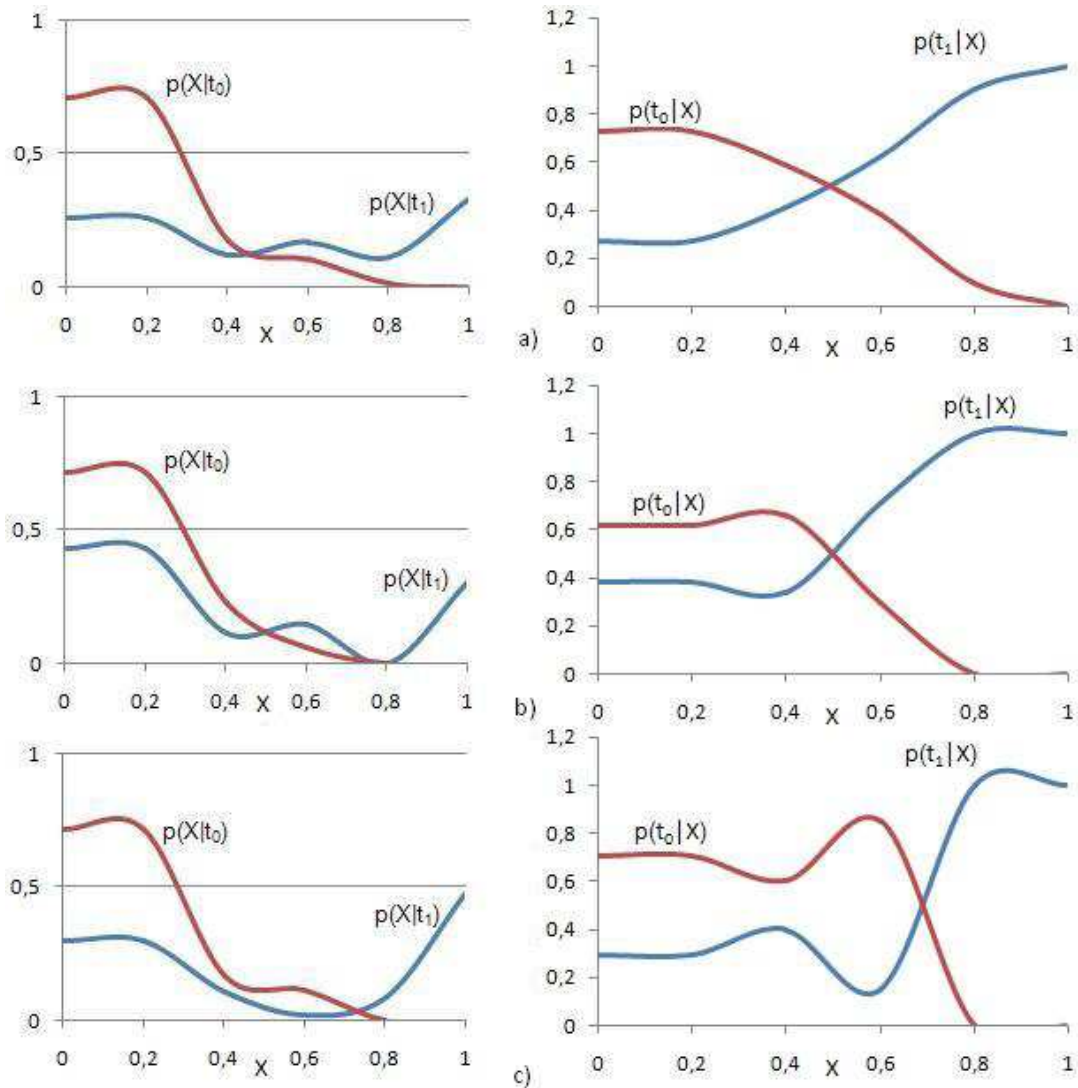 1
p(X|t₀)
0,5
p(X|t₁)
0
0 0,2 0,4 0,6 0,8 1
X
a)
1,2
p(t₁|X)
1
p(t₀|X)
0,8
0,6
0,4
0,2
0
0 0,2 0,4 0,6 0,8 1
X
1
p(X|t₀)
0,5
p(X|t₁)
0
0 0,2 0,4 0,6 0,8 1
X
b)
1,2
p(t₁|X)
1
0,8
p(t₀|X)
0,6
0,4
0,2
0
0 0,2 0,4 0,6 0,8 1
X
1
p(X|t₀)
0,5
p(X|t₁)
0
0 0,2 0,4 0,6 0,8 1
X
c)
1,2
p(t₁|X)
1
0,8
p(t₀|X)
0,6
0,4
0,2
0
0 0,2 0,4 0,6 0,8 1
X